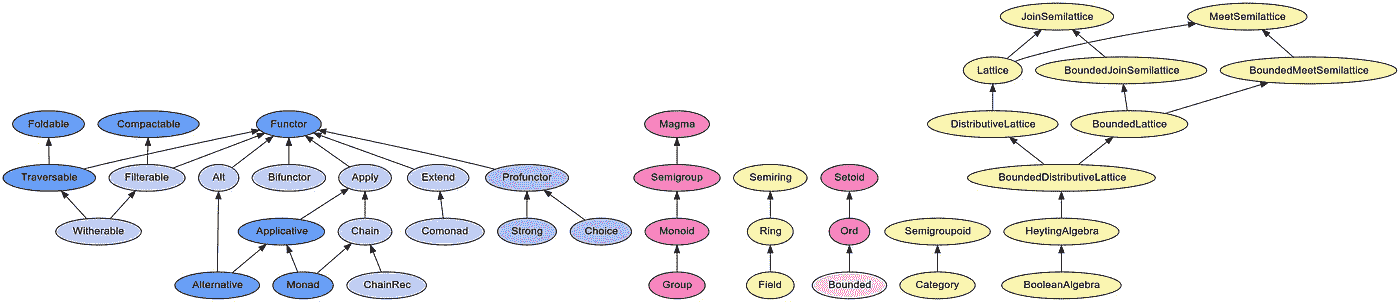 JoinSemilattice
MeetSemilattice
Lattice
BoundedJoinSemilattice
BoundedMeetSemilattice
Foldable
Compactable
Functor
Magma
DistributiveLattice
BoundedLattice
Traversable
Filterable
Alt
Bifunctor
Apply
Extend
Profunctor
Semigroup
Semiring
Setoid
BoundedDistributiveLattice
Witherable
Applicative
Chain
Comonad
Strong
Choice
Monoid
Ring
Ord
Semigroupoid
HeytingAlgebra
Alternative
Monad
ChainRec
Group
Field
Bounded
Category
BooleanAlgebra